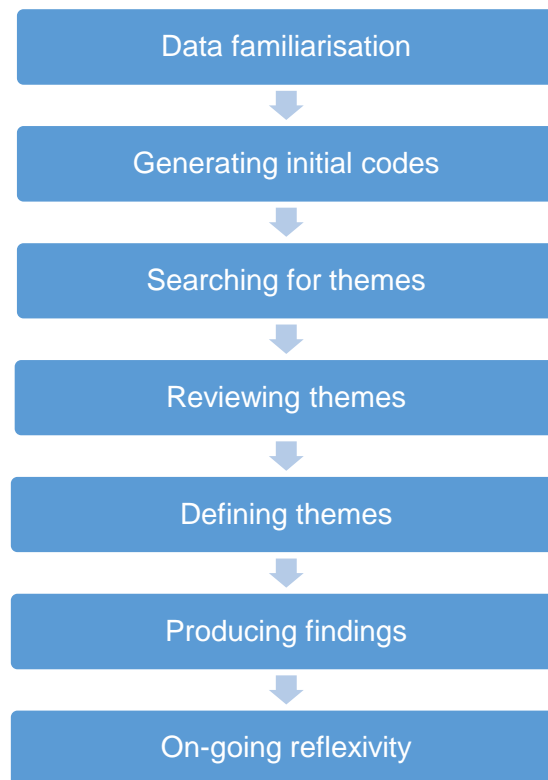 Data familiarisation
Generating initial codes
Searching for themes
Reviewing themes
Defining themes
Producing findings
On-going reflexivity